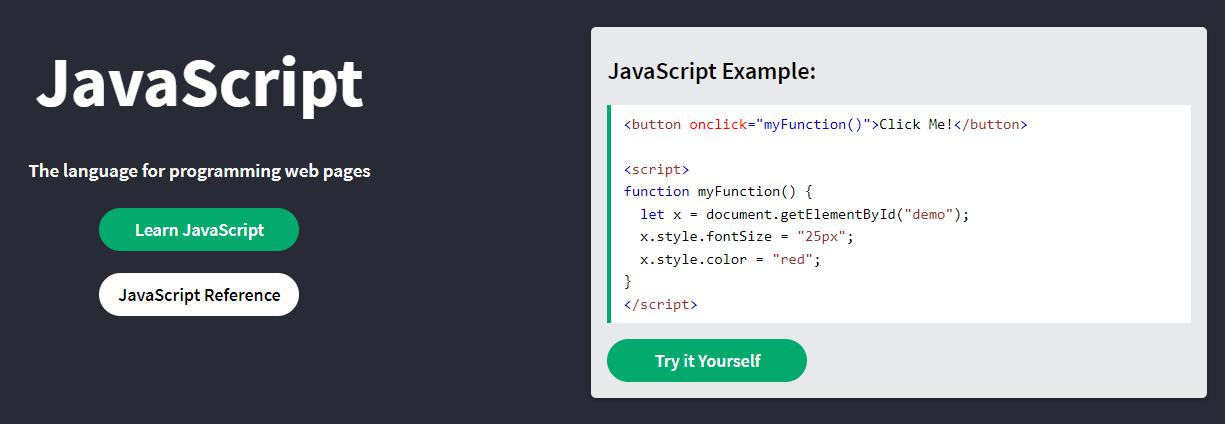 JavaScript
The language for programming web pages
Learn JavaScript
JavaScript Reference
JavaScript Example:
<button onclick="myFunction()">Click Me!</button>

<script>
function myFunction() {
  let x = document.getElementById("demo");
  x.style.fontSize = "25px";
  x.style.color = "red";
}
</script>
Try it Yourself